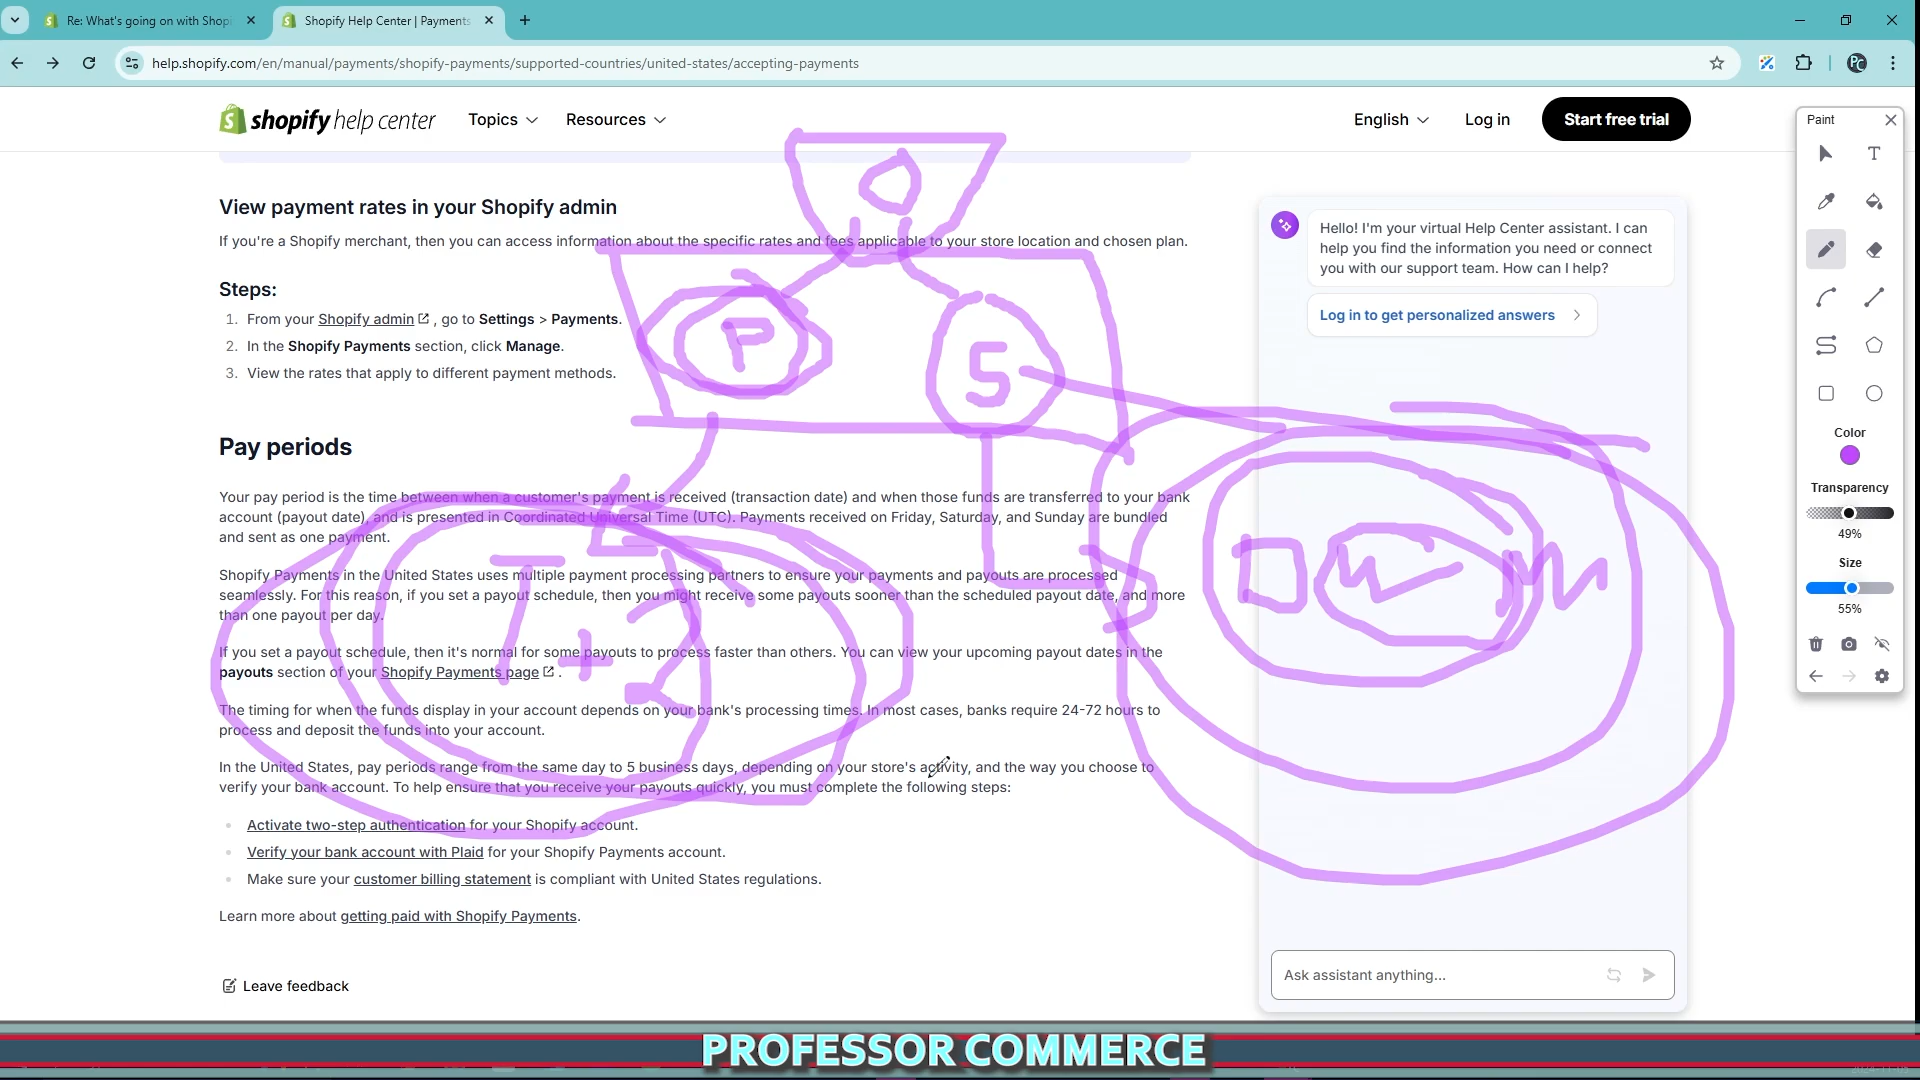 Re: What's going on with Shopi
Shopify Help Center | Payments
help.shopify.com/en/manual/payments/shopify-payments/supported-countries/united-states/accepting-payments
shopify help center
Topics
Resources
English
Log in
Start free trial
View payment rates in your Shopify admin
If you're a Shopify merchant, then you can access information about the specific rates and fees applicable to your store location and chosen plan.
Steps:
1. From your Shopify admin , go to Settings > Payments.
2. In the Shopify Payments section, click Manage.
3. View the rates that apply to different payment methods.
Pay periods
Your pay period is the time between when a customer's payment is received (transaction date) and when those funds are transferred to your bank
account (payout date), and is presented in Coordinated Universal Time (UTC). Payments received on Friday, Saturday, and Sunday are bundled
and sent as one payment.
Shopify Payments in the United States uses multiple payment processing partners to ensure your payments and payouts are processed
seamlessly. For this reason, if you set a payout schedule, then you might receive some payouts sooner than the scheduled payout date, and more
than one payout per day.
If you set a payout schedule, then it's normal for some payouts to process faster than others. You can view your upcoming payout dates in the
payouts section of your Shopify Payments page .
The timing for when the funds display in your account depends on your bank's processing times. In most cases, banks require 24-72 hours to
process and deposit the funds into your account.
In the United States, pay periods range from the same day to 5 business days, depending on your store's activity, and the way you choose to
verify your bank account. To help ensure that you receive your payouts quickly, you must complete the following steps:
Activate two-step authentication for your Shopify account.
Verify your bank account with Plaid for your Shopify Payments account.
Make sure your customer billing statement is compliant with United States regulations.
Learn more about getting paid with Shopify Payments.
Leave feedback
P
S
T+2
Hello! I'm your virtual Help Center assistant. I can
help you find the information you need or connect
you with our support team. How can I help?
Log in to get personalized answers
Ask assistant anything...
Paint
T
Color
Transparency
49%
Size
55%
PC
PROFESSOR COMMERCE